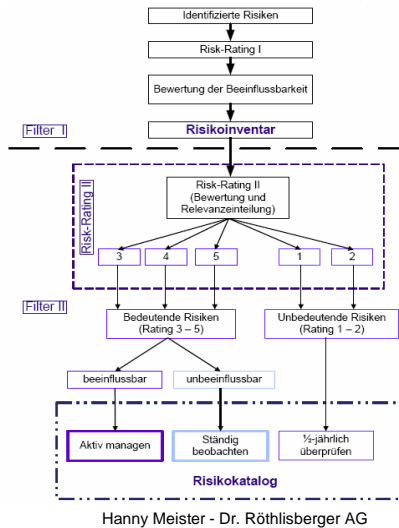 Identifizierte Risiken
Risk-Rating I
Bewertung der Beeinflussbarkeit
Filter I
Risikoinventar
Risk-Rating II
Risk-Rating II
(Bewertung und
Relevanzeinteilung)
3
4
5
1
2
Filter II
Bedeutende Risiken
(Rating 3 – 5)
Unbedeutende Risiken
(Rating 1 – 2)
beeinflussbar
unbeeinflussbar
Aktiv managen
Ständig
beobachten
½-jährlich
überprüfen
Risikokatalog
Hanny Meister - Dr. Röthlisberger AG